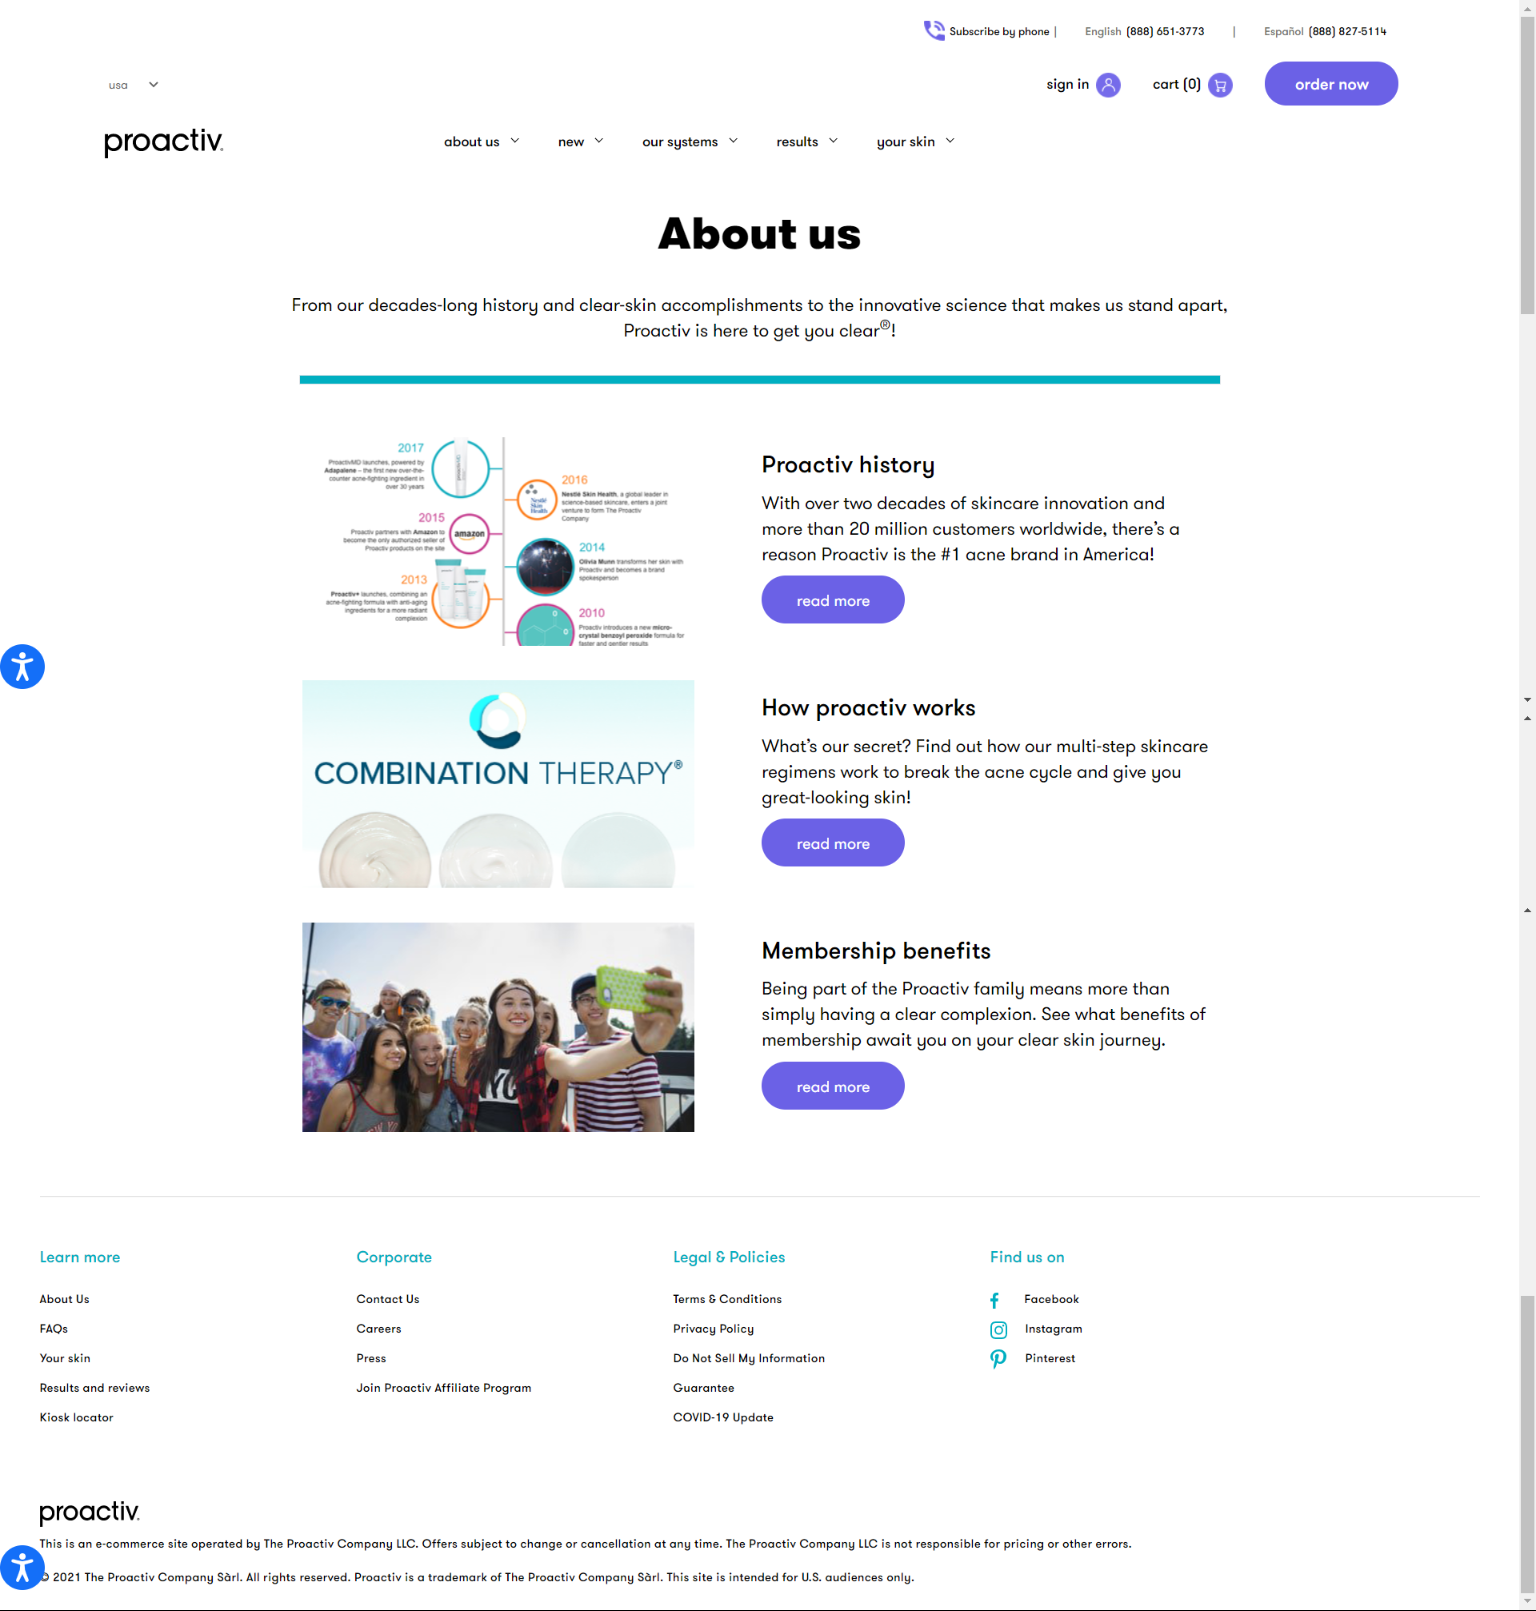 Subscribe by phone |
English (888) 651-3773
|
Español (888) 827-5114
usa
sign in
cart (0)
order now
proactiv.
about us
new
our systems
results
your skin
About us
From our decades-long history and clear-skin accomplishments to the innovative science that makes us stand apart,
Proactiv is here to get you clear®!
2017
ProactivMD launches, powered by
Adapalene – the first new over-the-
counter acne-fighting ingredient in
over 30 years
2016
Nestlé Skin Health, a global leader in
science-based skincare, enters a joint
venture to form The Proactiv
Company
Nestlé
Skin
Health
2015
Proactiv partners with Amazon to
become the only authorized seller of
Proactiv products on the site
amazon
2014
Olivia Munn transforms her skin with
Proactiv and becomes a brand
spokesperson
2013
Proactiv+ launches, combining an
acne-fighting formula with anti-aging
ingredients for a more radiant
complexion
2010
Proactiv introduces a new micro-
crystal benzoyl peroxide formula for
faster and gentler results
Proactiv history
With over two decades of skincare innovation and
more than 20 million customers worldwide, there's a
reason Proactiv is the #1 acne brand in America!
read more
COMBINATION THERAPY®
How proactiv works
What's our secret? Find out how our multi-step skincare
regimens work to break the acne cycle and give you
great-looking skin!
read more
Membership benefits
Being part of the Proactiv family means more than
simply having a clear complexion. See what benefits of
membership await you on your clear skin journey.
read more
Learn more
About Us
FAQs
Your skin
Results and reviews
Kiosk locator
Corporate
Contact Us
Careers
Press
Join Proactiv Affiliate Program
Legal & Policies
Terms & Conditions
Privacy Policy
Do Not Sell My Information
Guarantee
COVID-19 Update
Find us on
Facebook
Instagram
Pinterest
proactiv.
This is an e-commerce site operated by The Proactiv Company LLC. Offers subject to change or cancellation at any time. The Proactiv Company LLC is not responsible for pricing or other errors.
© 2021 The Proactiv Company Sàrl. All rights reserved. Proactiv is a trademark of The Proactiv Company Sàrl. This site is intended for U.S. audiences only.